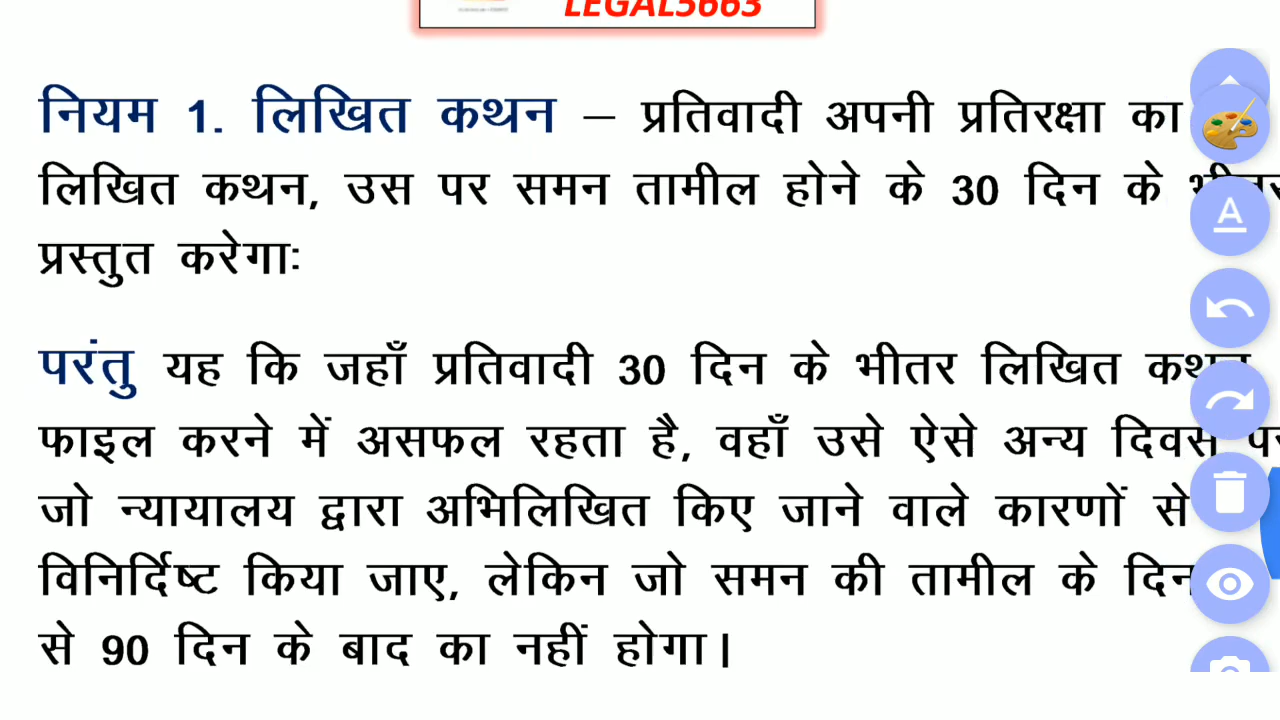 LEGAL5663
नियम 1. लिखित कथन – प्रतिवादी अपनी प्रतिरक्षा का
लिखित कथन, उस पर समन तामील होने के 30 दिन के
प्रस्तुत करेगाः
परंतु यह कि जहाँ प्रतिवादी 30 दिन के भीतर लिखित
फाइल करने में असफल रहता है, वहाँ उसे ऐसे अन्य दिवस
जो न्यायालय द्वारा अभिलिखित किए जाने वाले कारणों से
विनिर्दिष्ट किया जाए, लेकिन जो समन की तामील के दिन
से 90 दिन के बाद का नहीं होगा।
A